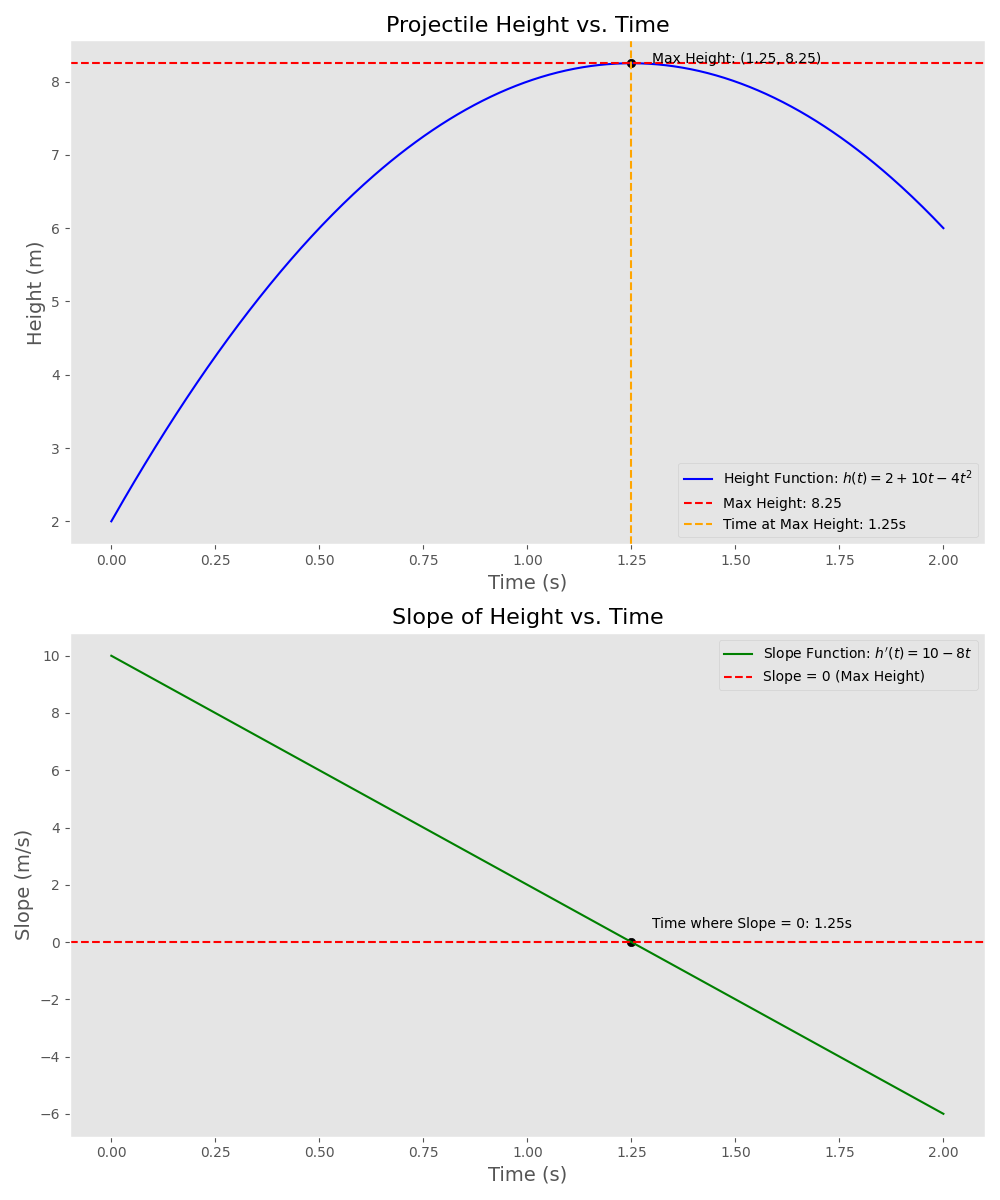 Projectile Height vs. Time
Max Height: (1.25, 8.25)
8
7
6
5
4
3
2
Height (m)
Height Function: h(t) = 2 + 10t − 4t²
Max Height: 8.25
Time at Max Height: 1.25s
0.00 0.25 0.50 0.75 1.00 1.25 1.50 1.75 2.00
Time (s)
Slope of Height vs. Time
Slope Function: h′(t) = 10 − 8t
Slope = 0 (Max Height)
10
8
6
4
2
0
−2
−4
−6
Slope (m/s)
Time where Slope = 0: 1.25s
0.00 0.25 0.50 0.75 1.00 1.25 1.50 1.75 2.00
Time (s)